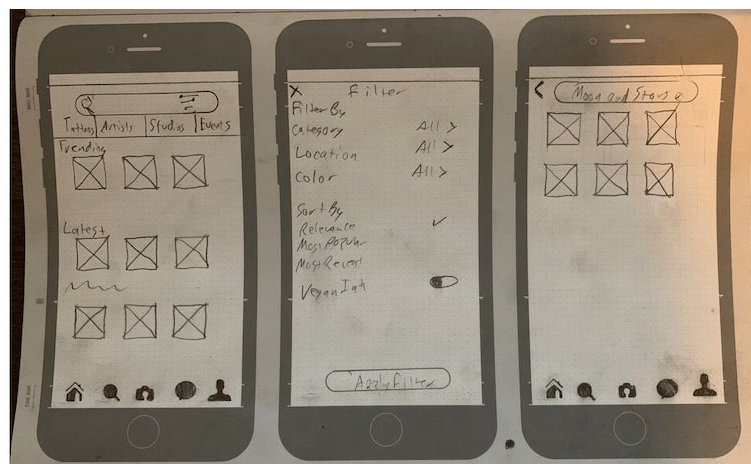 Tattoos Artists Studios Events
Trending
Latest
Filter
Filter By
Category All >
Location All >
Color All >
Sort By
Relevance ✓
Most Popular
Most Recent
Vegan Ink
Apply Filter
Moon and Stars